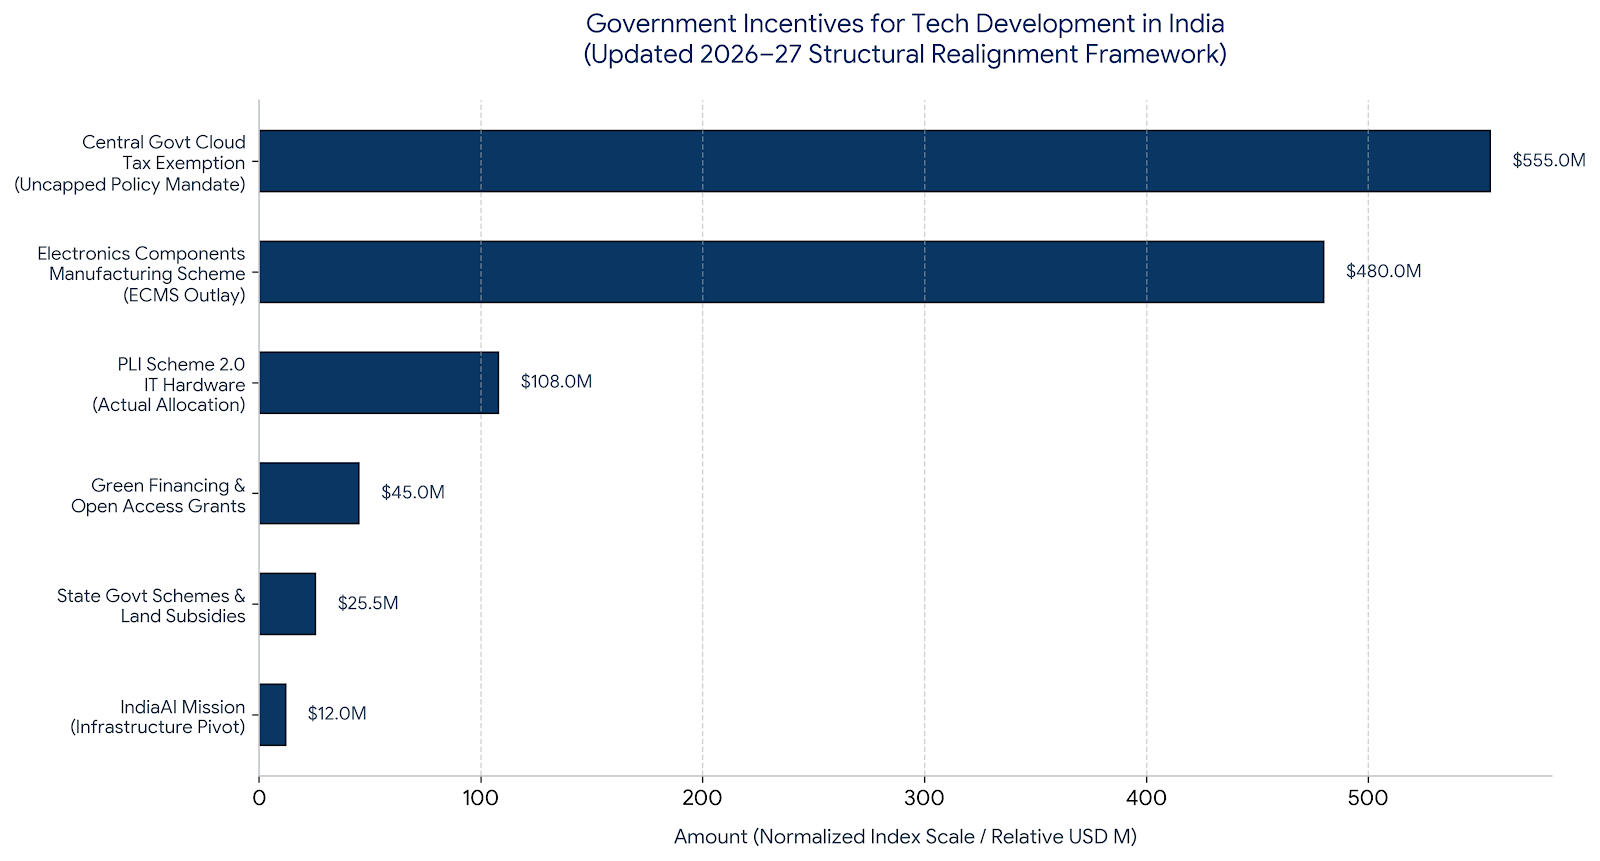 Government Incentives for Tech Development in India
(Updated 2026–27 Structural Realignment Framework)
Central Govt Cloud
Tax Exemption
(Uncapped Policy Mandate)
$555.0M
Electronics Components
Manufacturing Scheme
(ECMS Outlay)
$480.0M
PLI Scheme 2.0
IT Hardware
(Actual Allocation)
$108.0M
Green Financing &
Open Access Grants
$45.0M
State Govt Schemes &
Land Subsidies
$25.5M
IndiaAI Mission
(Infrastructure Pivot)
$12.0M
0 100 200 300 400 500
Amount (Normalized Index Scale / Relative USD M)